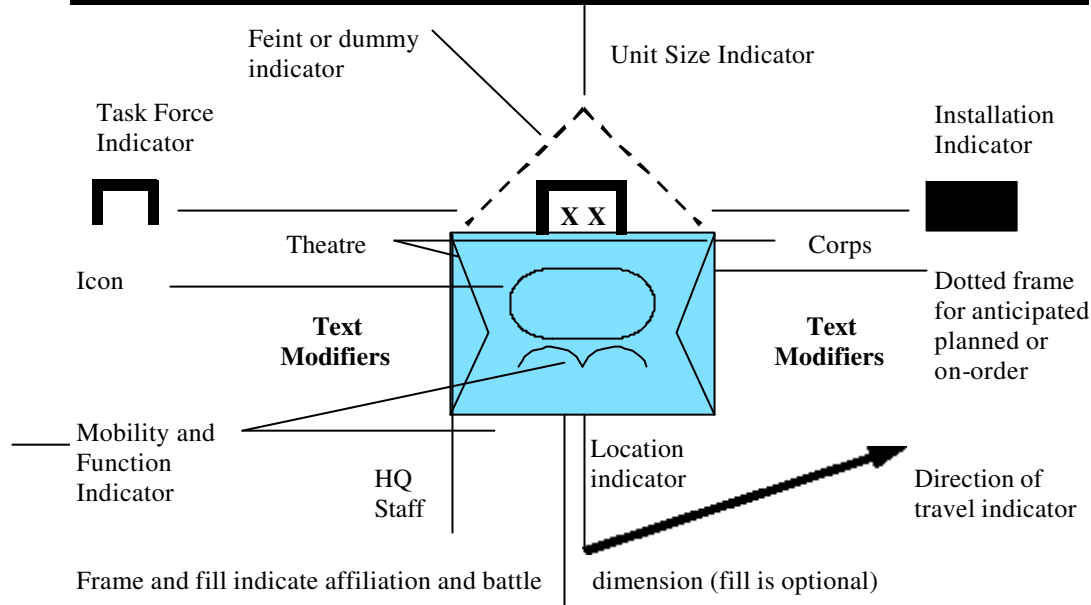 Feint or dummy
indicator
Unit Size Indicator
Task Force
Indicator
Installation
Indicator
X X
Theatre
Corps
Icon
Dotted frame
for anticipated
planned or
on-order
Text
Modifiers
Text
Modifiers
Mobility and
Function
Indicator
HQ
Staff
Location
indicator
Direction of
travel indicator
Frame and fill indicate affiliation and battle dimension (fill is optional)